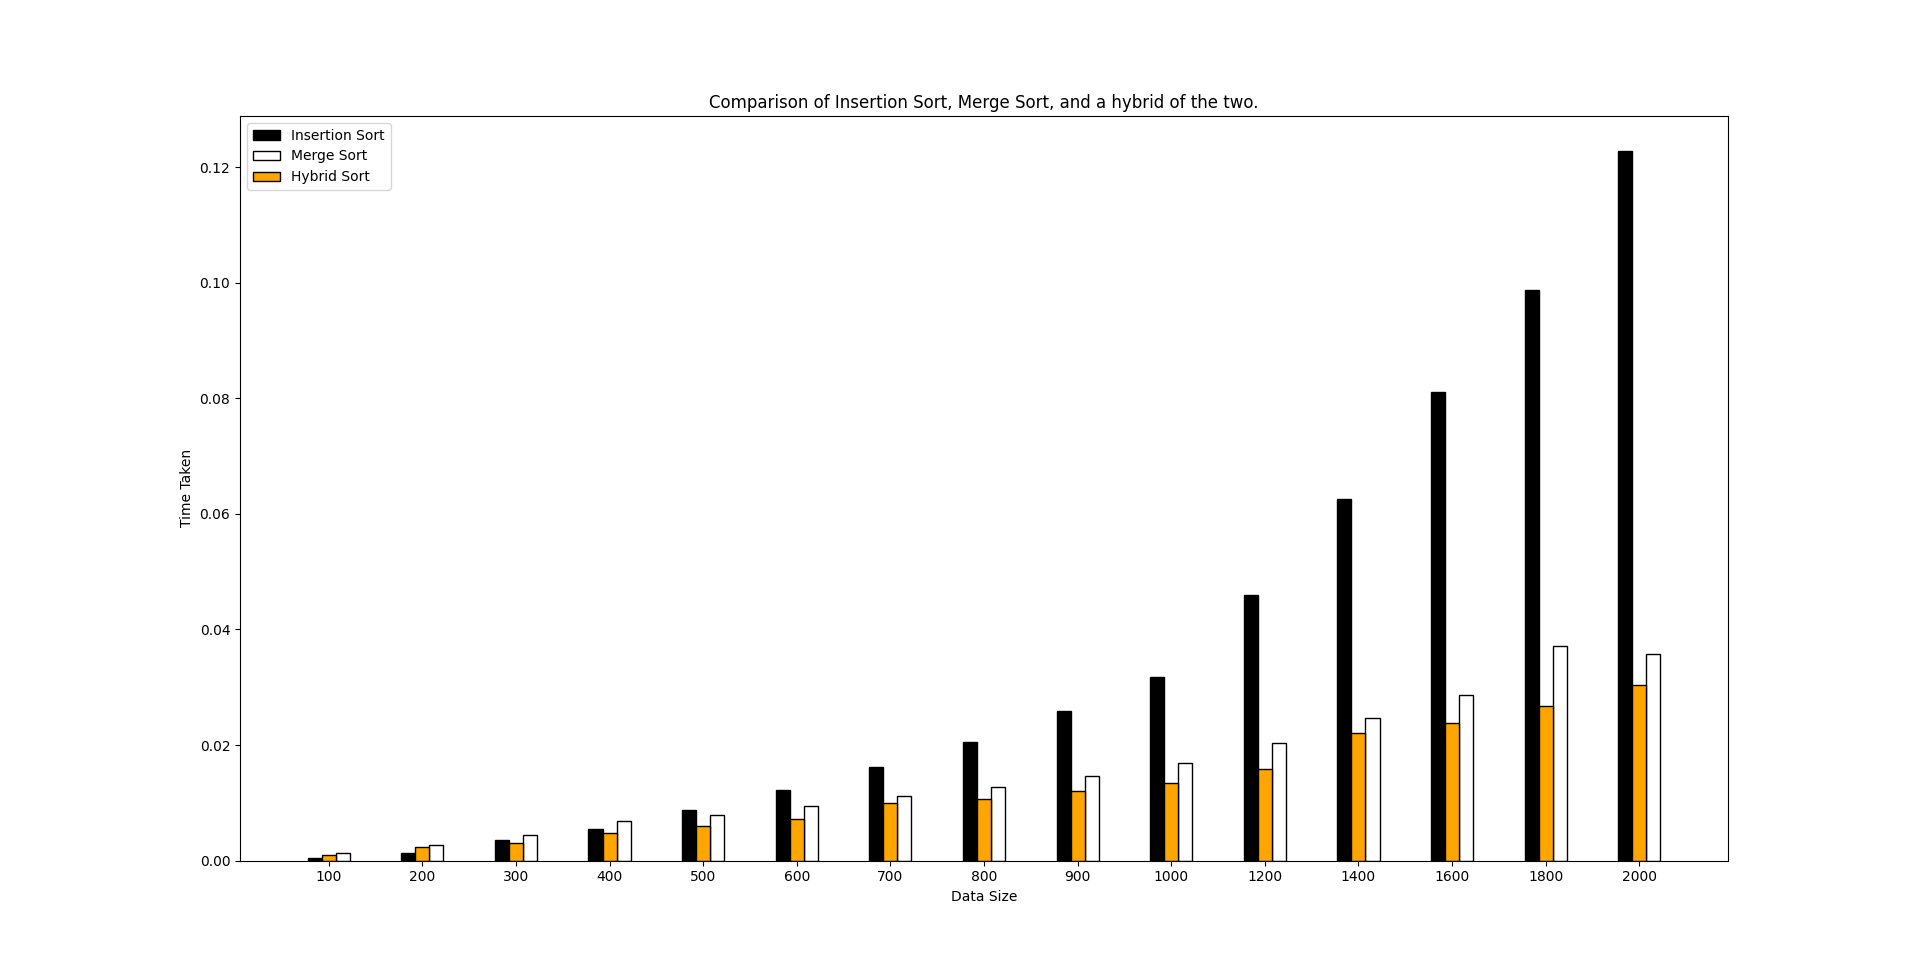 Comparison of Insertion Sort, Merge Sort, and a hybrid of the two.
Insertion Sort
Merge Sort
Hybrid Sort
0.12
0.10
0.08
0.06
0.04
0.02
0.00
Time Taken
100 200 300 400 500 600 700 800 900 1000 1200 1400 1600 1800 2000
Data Size